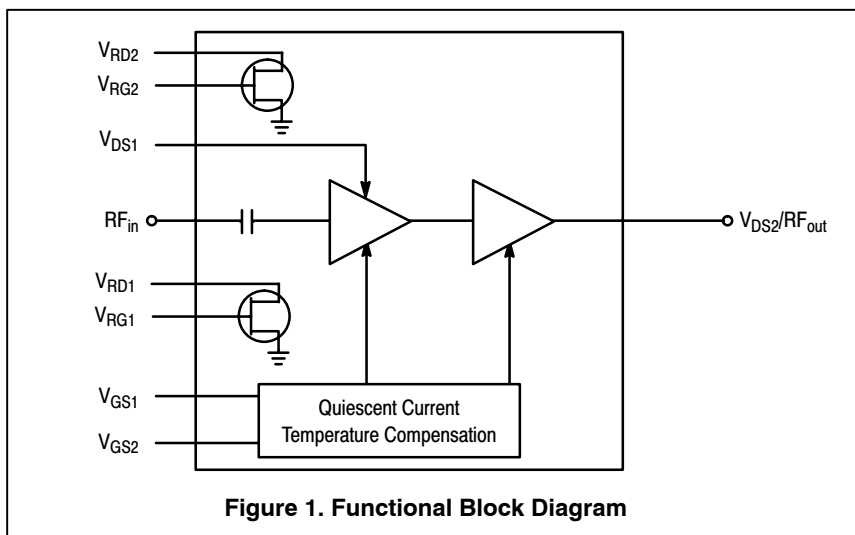 V_RD2
V_RG2
V_DS1
RF_in
V_DS2/RF_out
V_RD1
V_RG1
V_GS1
V_GS2
Quiescent Current
Temperature Compensation
Figure 1. Functional Block Diagram